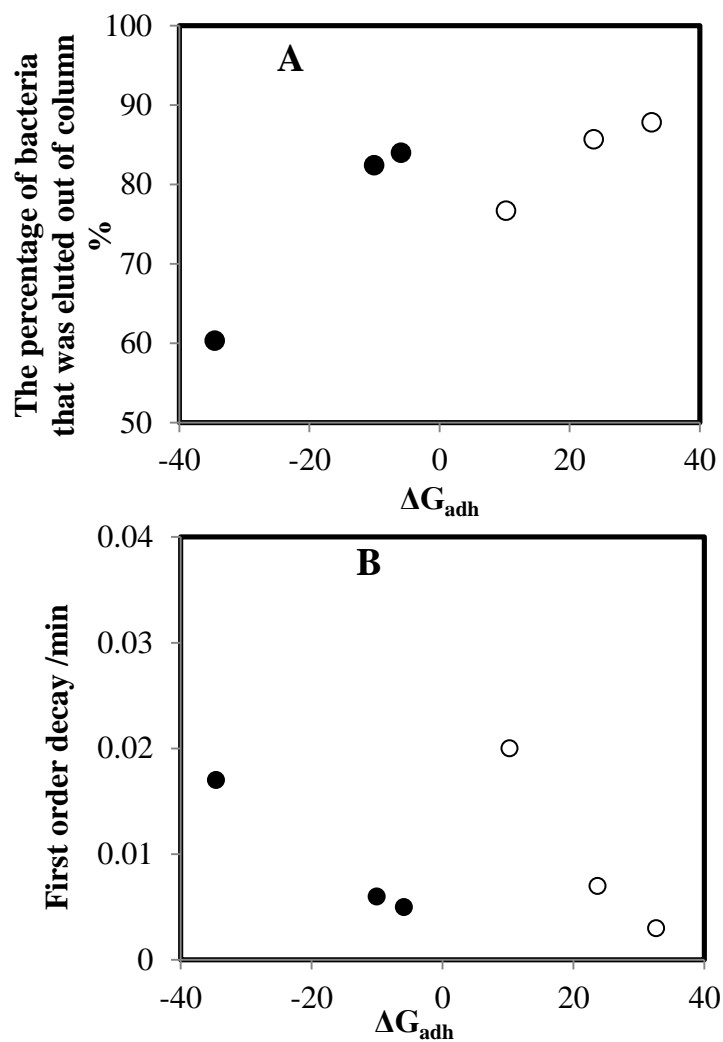 100
90
80
70
60
50
The percentage of bacteria
that was eluted out of column
%
A
-40 -20 0 20 40
ΔGadh
0.04
0.03
0.02
0.01
0
First order decay /min
B
-40 -20 0 20 40
ΔGadh